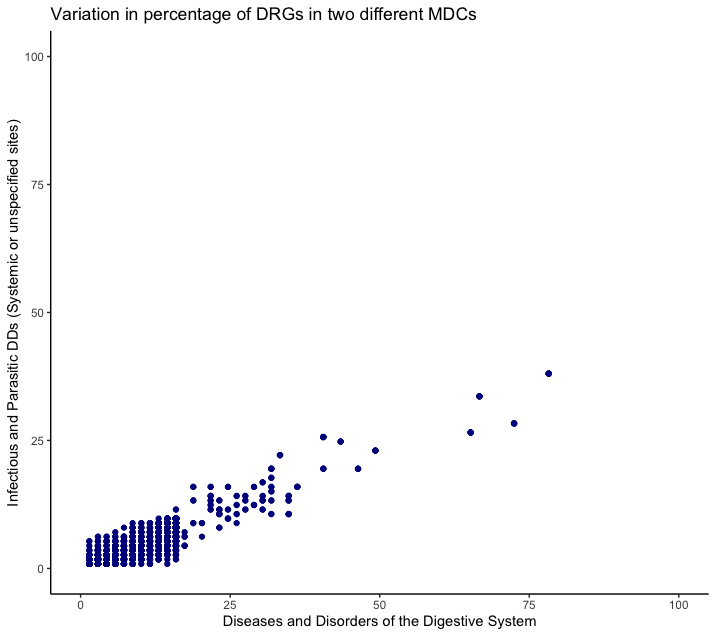 Variation in percentage of DRGs in two different MDCs
Infectious and Parasitic DDs (Systemic or unspecified sites)
100
75
50
25
0
0 25 50 75 100
Diseases and Disorders of the Digestive System